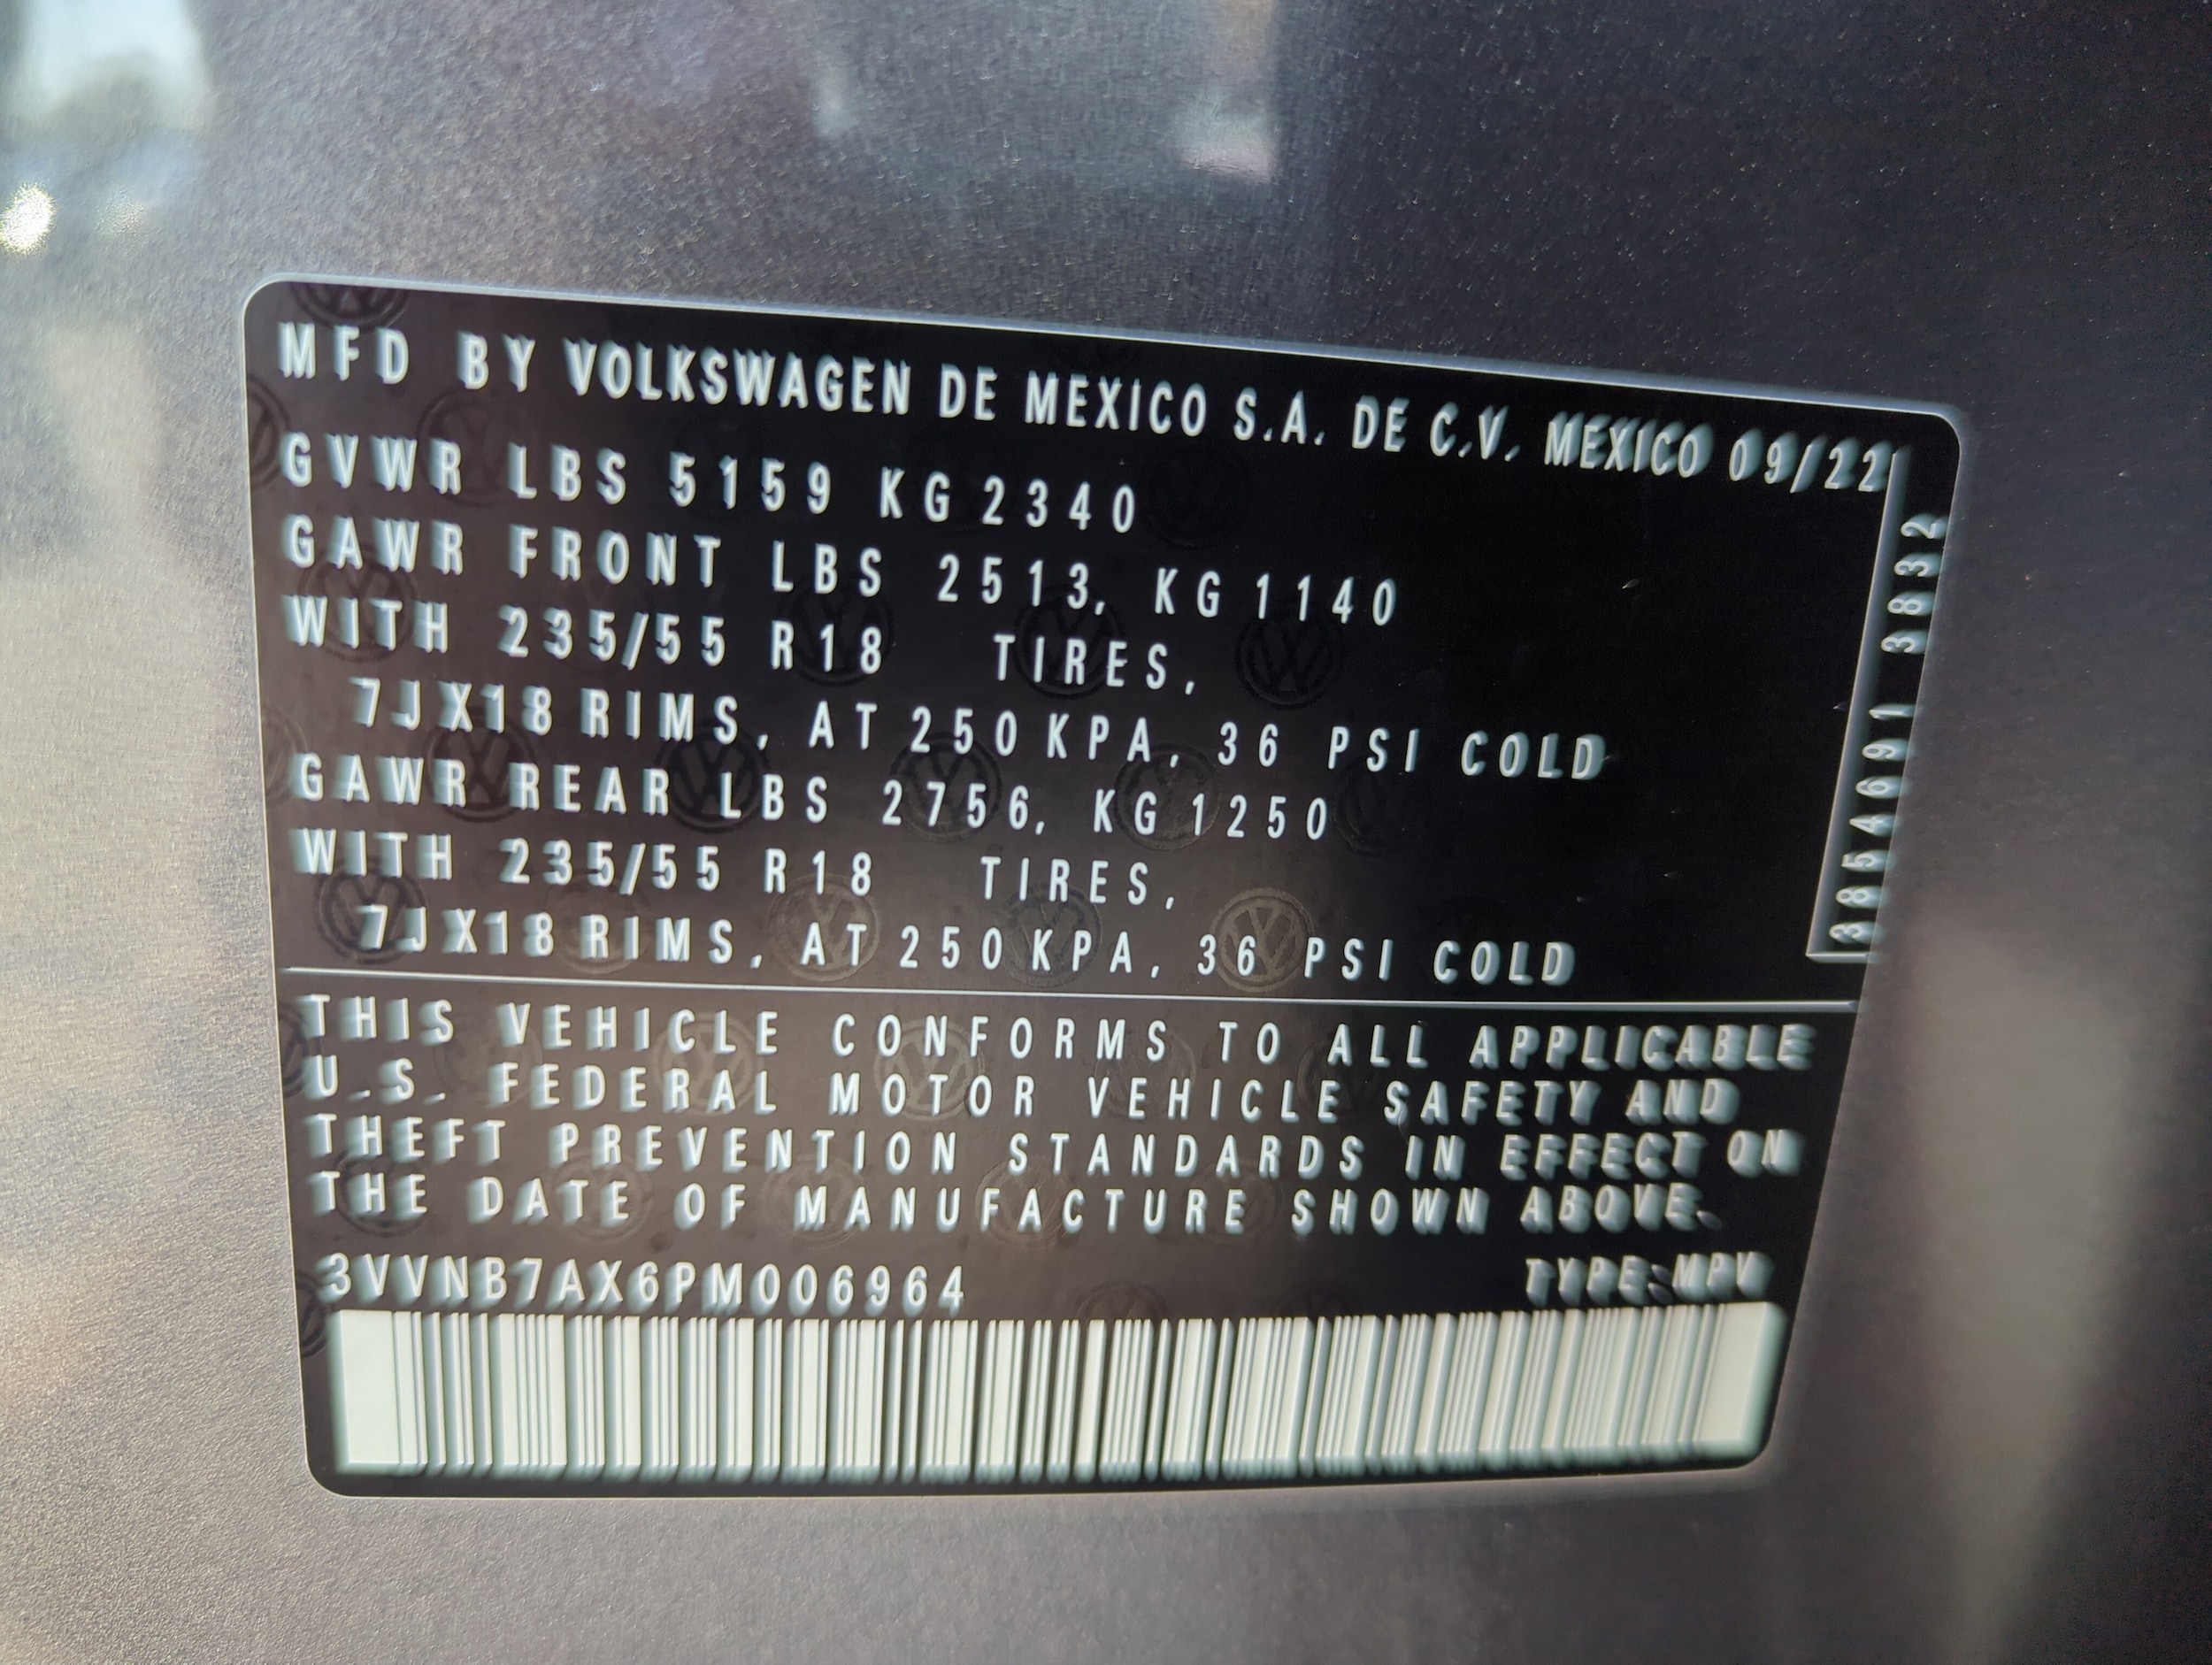 MFD BY VOLKSWAGEN DE MEXICO S.A. DE C.V. MEXICO 09/22
GVWR LBS 5159 KG 2340
GAWR FRONT LBS 2513, KG 1140
WITH 235/55 R18 TIRES,
7JX18 RIMS, AT 250 KPA, 36 PSI COLD
GAWR REAR LBS 2756, KG 1250
WITH 235/55 R18 TIRES,
7JX18 RIMS, AT 250 KPA, 36 PSI COLD
3854691 3832
THIS VEHICLE CONFORMS TO ALL APPLICABLE
U.S. FEDERAL MOTOR VEHICLE SAFETY AND
THEFT PREVENTION STANDARDS IN EFFECT ON
THE DATE OF MANUFACTURE SHOWN ABOVE.
3VVNB7AX6PM006964 TYPE:MPV